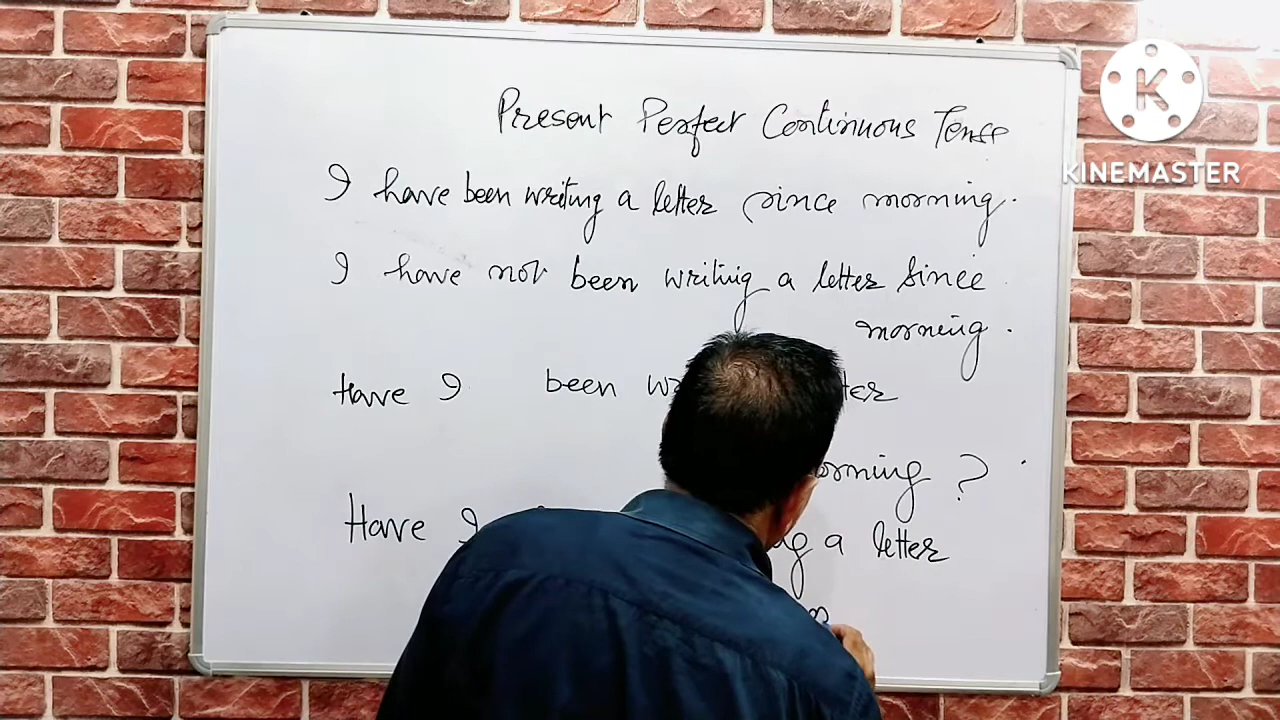 Present Perfect Continuous Tense
I have been writing a letter since morning.
I have not been writing a letter since
morning.
Have I been
?
Have I a letter
KINEMASTER